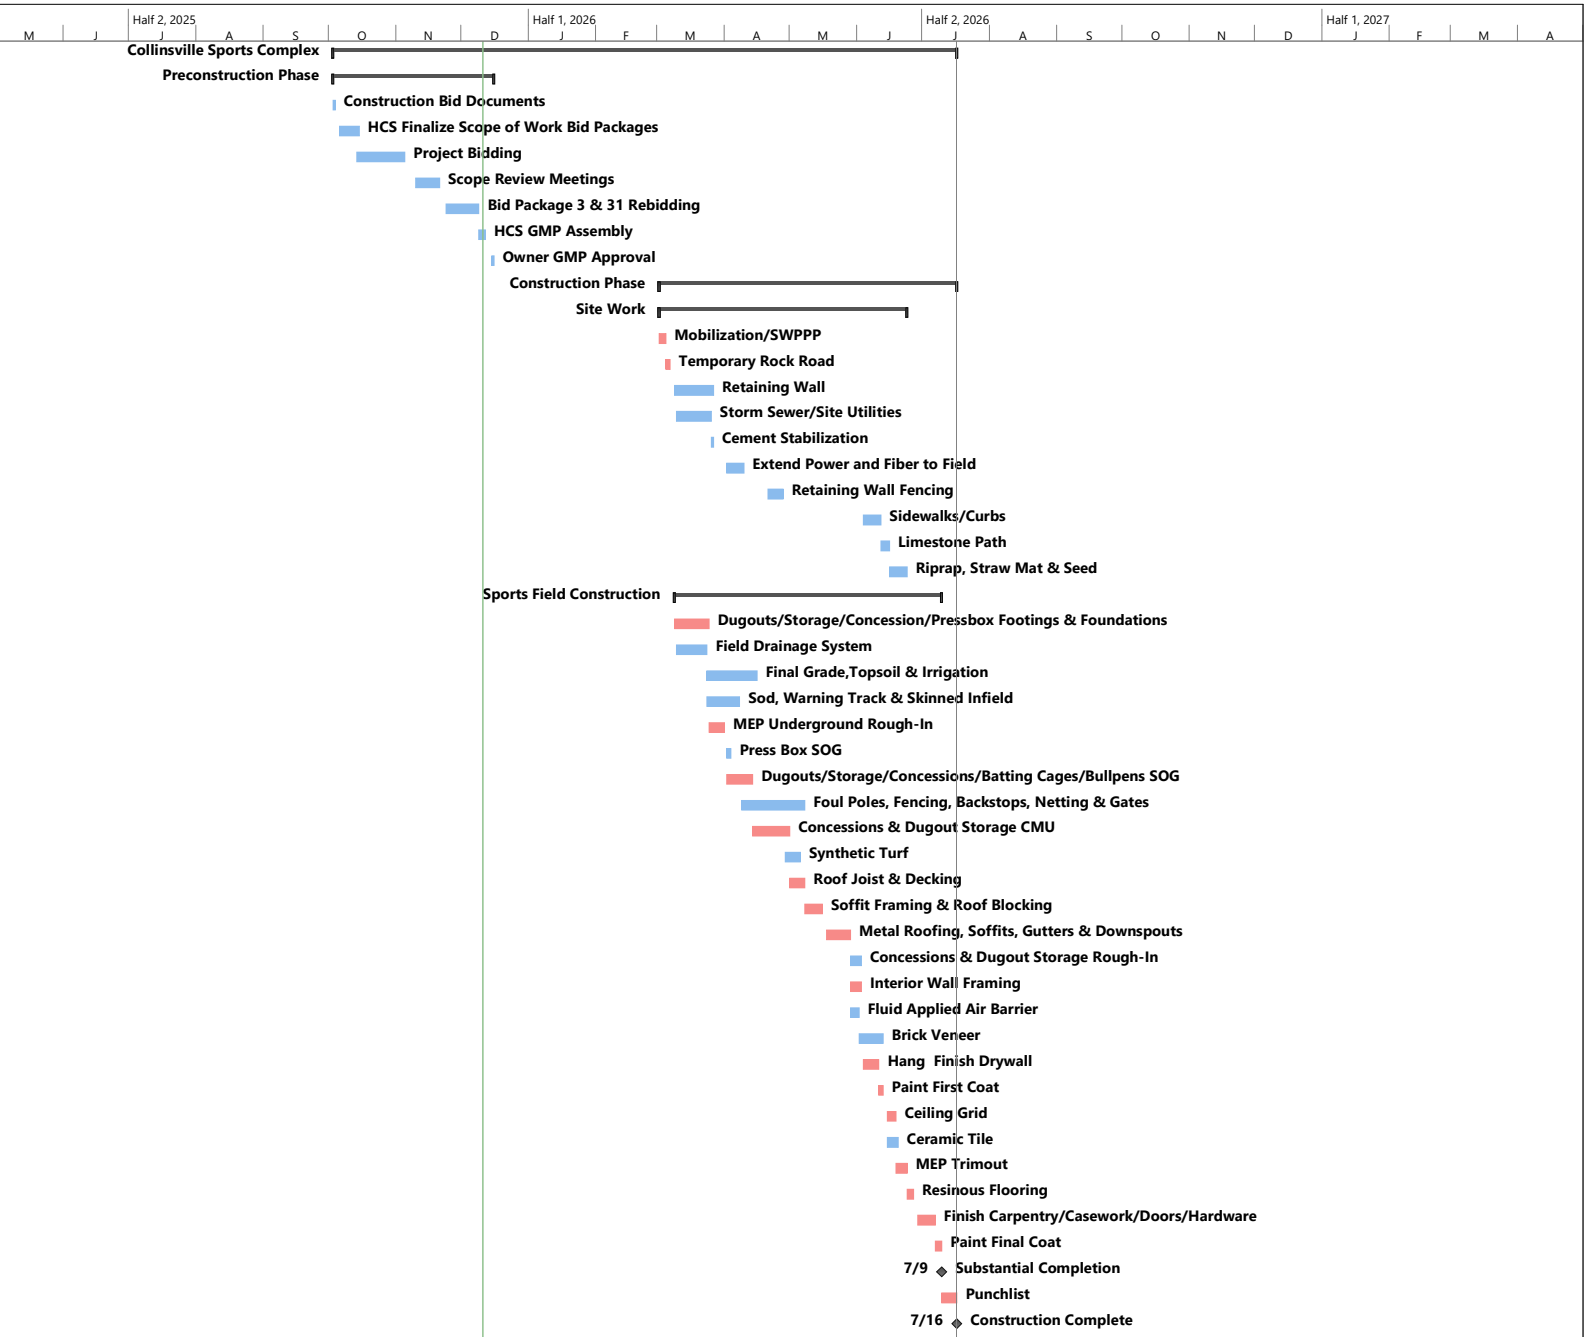 Half 2, 2025 Half 1, 2026 Half 2, 2026 Half 1, 2027
M J J A S O N D J F M A M J J A S O N D J F M A
Collinsville Sports Complex
Preconstruction Phase
Construction Bid Documents
HCS Finalize Scope of Work Bid Packages
Project Bidding
Scope Review Meetings
Bid Package 3 & 31 Rebidding
HCS GMP Assembly
Owner GMP Approval
Construction Phase
Site Work
Mobilization/SWPPP
Temporary Rock Road
Retaining Wall
Storm Sewer/Site Utilities
Cement Stabilization
Extend Power and Fiber to Field
Retaining Wall Fencing
Sidewalks/Curbs
Limestone Path
Riprap, Straw Mat & Seed
Sports Field Construction
Dugouts/Storage/Concession/Pressbox Footings & Foundations
Field Drainage System
Final Grade,Topsoil & Irrigation
Sod, Warning Track & Skinned Infield
MEP Underground Rough-In
Press Box SOG
Dugouts/Storage/Concessions/Batting Cages/Bullpens SOG
Foul Poles, Fencing, Backstops, Netting & Gates
Concessions & Dugout Storage CMU
Synthetic Turf
Roof Joist & Decking
Soffit Framing & Roof Blocking
Metal Roofing, Soffits, Gutters & Downspouts
Concessions & Dugout Storage Rough-In
Interior Wall Framing
Fluid Applied Air Barrier
Brick Veneer
Hang  Finish Drywall
Paint First Coat
Ceiling Grid
Ceramic Tile
MEP Trimout
Resinous Flooring
Finish Carpentry/Casework/Doors/Hardware
Paint Final Coat
7/9 Substantial Completion
Punchlist
7/16 Construction Complete